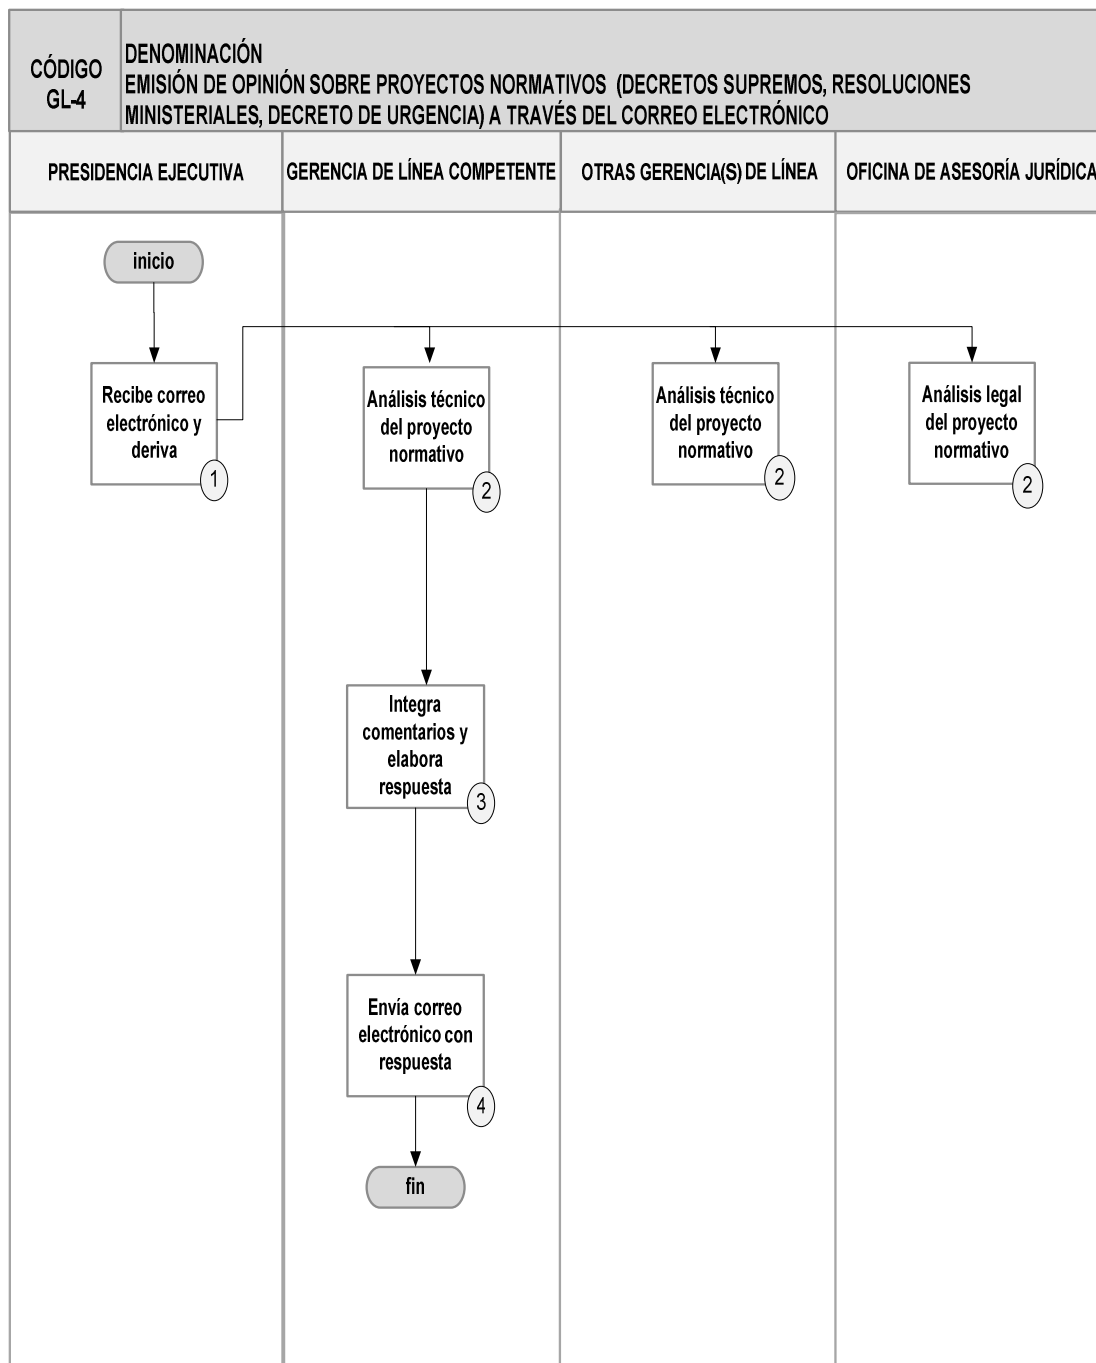 CÓDIGO
GL-4
DENOMINACIÓN
EMISIÓN DE OPINIÓN SOBRE PROYECTOS NORMATIVOS (DECRETOS SUPREMOS, RESOLUCIONES
MINISTERIALES, DECRETO DE URGENCIA) A TRAVÉS DEL CORREO ELECTRÓNICO
PRESIDENCIA EJECUTIVA
GERENCIA DE LÍNEA COMPETENTE
OTRAS GERENCIA(S) DE LÍNEA
OFICINA DE ASESORÍA JURÍDICA
inicio
Recibe correo
electrónico y
deriva
1
Análisis técnico
del proyecto
normativo
2
Análisis técnico
del proyecto
normativo
2
Análisis legal
del proyecto
normativo
2
Integra
comentarios y
elabora
respuesta
3
Envía correo
electrónico con
respuesta
4
fin